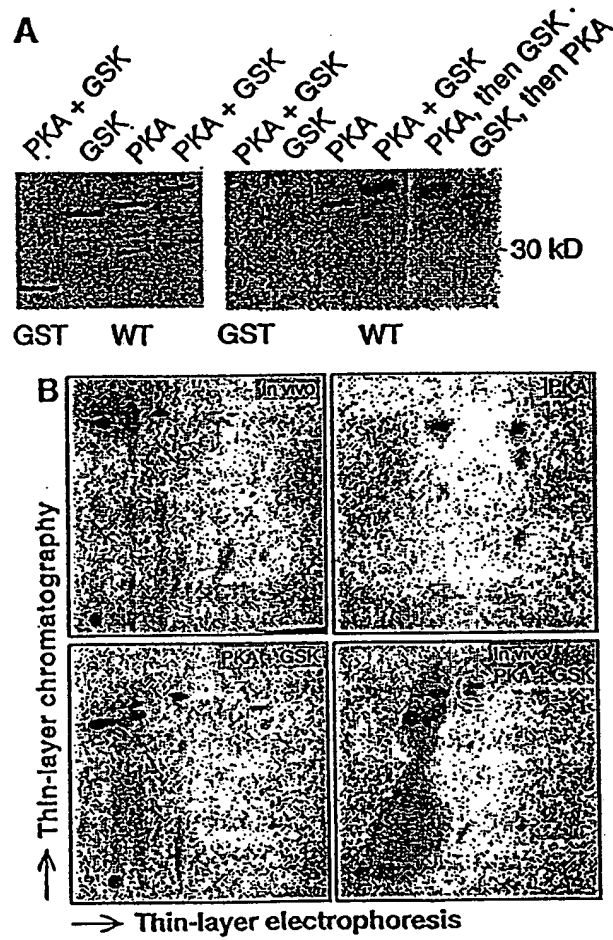 A
PKA + GSK
GSK
PKA
PKA + GSK
PKA + GSK
GSK
PKA
PKA + GSK
PKA, then GSK
GSK, then PKA
30 kD
GST WT GST WT
B
In vivo
PKA
PKA + GSK
In vivo
PKA + GSK
Thin-layer chromatography
Thin-layer electrophoresis